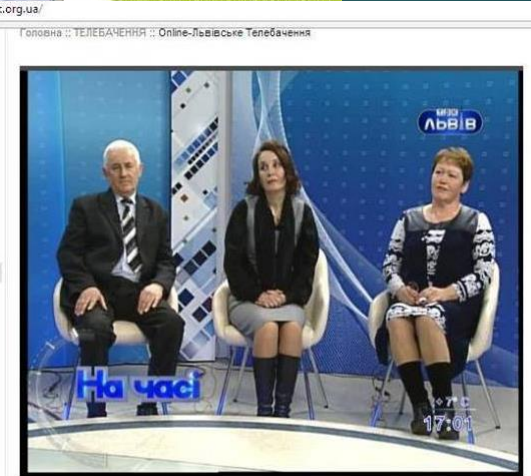 .org.ua/
Головна :: ТЕЛЕБАЧЕННЯ :: Online-Львівське Телебачення
ЛЬВІВ
На часі
+7°C
17:01